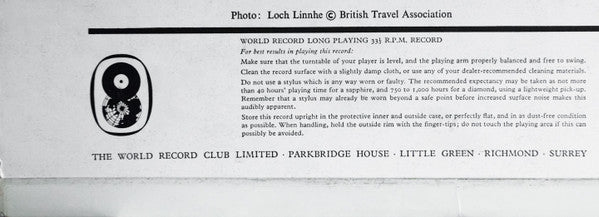 Photo: Loch Linnhe © British Travel Association
WORLD RECORD LONG PLAYING 33⅓ R.P.M. RECORD
For best results in playing this record:
Make sure that the turntable of your player is level, and the playing arm properly balanced and free to swing.
Clean the record surface with a slightly damp cloth, or use any of your dealer-recommended cleaning materials.
Do not use a stylus which is any way worn or faulty. The recommended expectancy may be taken as not more
than 40 hours' playing time for a sapphire, and 750 to 1,000 hours for a diamond, using a lightweight pick-up.
Remember that a stylus may already be worn beyond a safe point before increased surface noise makes this
audibly apparent.
Store this record upright in the protective inner and outside case, or perfectly flat, and in as dust-free condition
as possible. When handling, hold the outside rim with the finger-tips; do not touch the playing area if this can
possibly be avoided.
THE WORLD RECORD CLUB LIMITED · PARKBRIDGE HOUSE · LITTLE GREEN · RICHMOND · SURREY